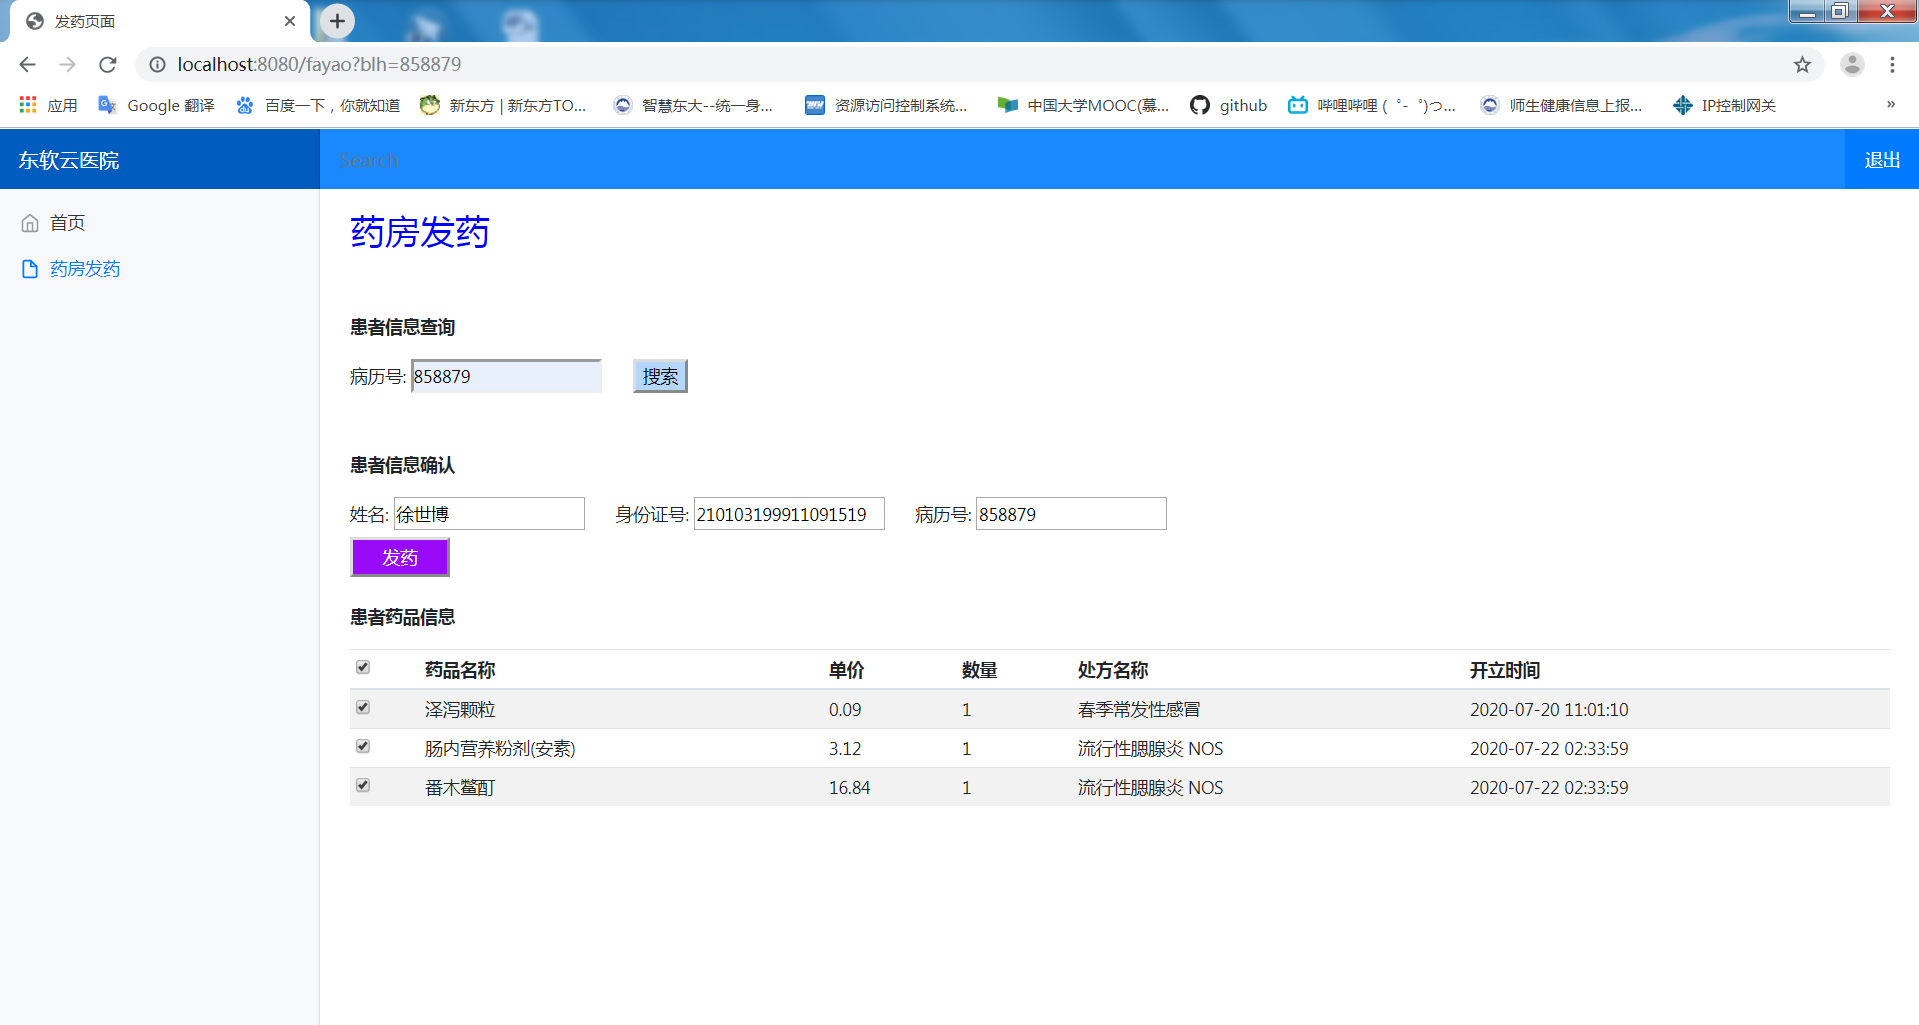 发药页面
localhost:8080/fayao?blh=858879
应用 Google 翻译 百度一下，你就知道 新东方 | 新东方TO... 智慧东大--统一身... 资源访问控制系统... 中国大学MOOC(慕... github 哔哩哔哩 ( ゜- ゜)つ... 师生健康信息上报... IP控制网关 »
东软云医院 Search 退出
首页
药房发药
药房发药
患者信息查询
病历号: 858879 搜索
患者信息确认
姓名: 徐世博 身份证号: 210103199911091519 病历号: 858879
发药
患者药品信息
药品名称 单价 数量 处方名称 开立时间
泽泻颗粒 0.09 1 春季常发性感冒 2020-07-20 11:01:10
肠内营养粉剂(安素) 3.12 1 流行性腮腺炎 NOS 2020-07-22 02:33:59
番木鳖酊 16.84 1 流行性腮腺炎 NOS 2020-07-22 02:33:59